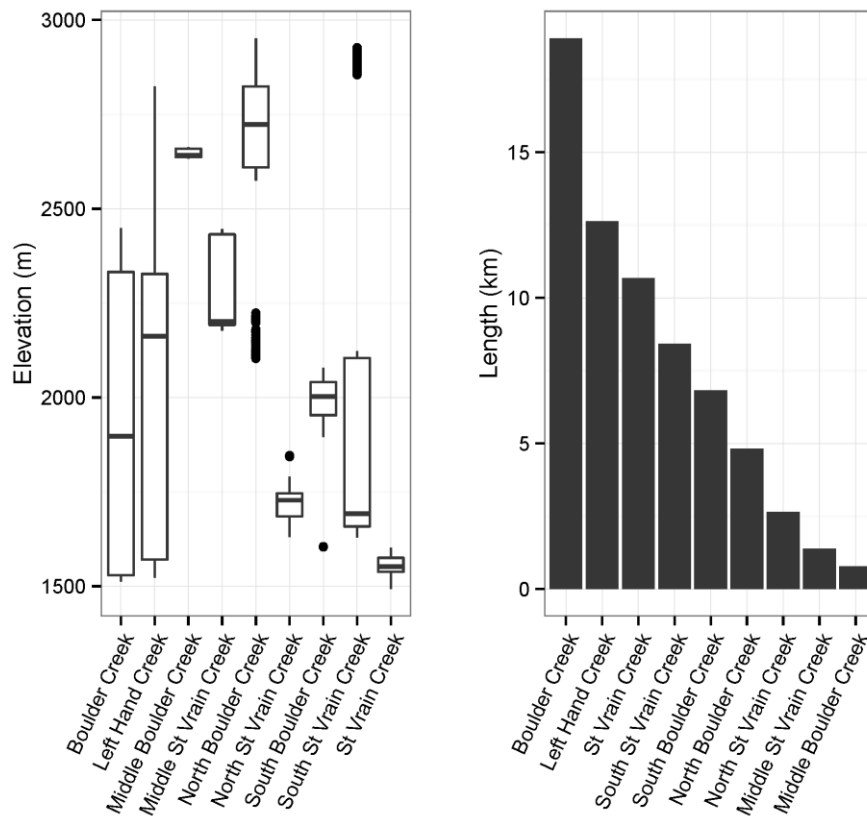 3000
2500
2000
1500
Elevation (m)
Boulder Creek
Left Hand Creek
Middle Boulder Creek
Middle St Vrain Creek
North Boulder Creek
North St Vrain Creek
South Boulder Creek
South St Vrain Creek
St Vrain Creek
15
10
5
0
Length (km)
Boulder Creek
Left Hand Creek
St Vrain Creek
South St Vrain Creek
South Boulder Creek
North Boulder Creek
North St Vrain Creek
Middle St Vrain Creek
Middle Boulder Creek